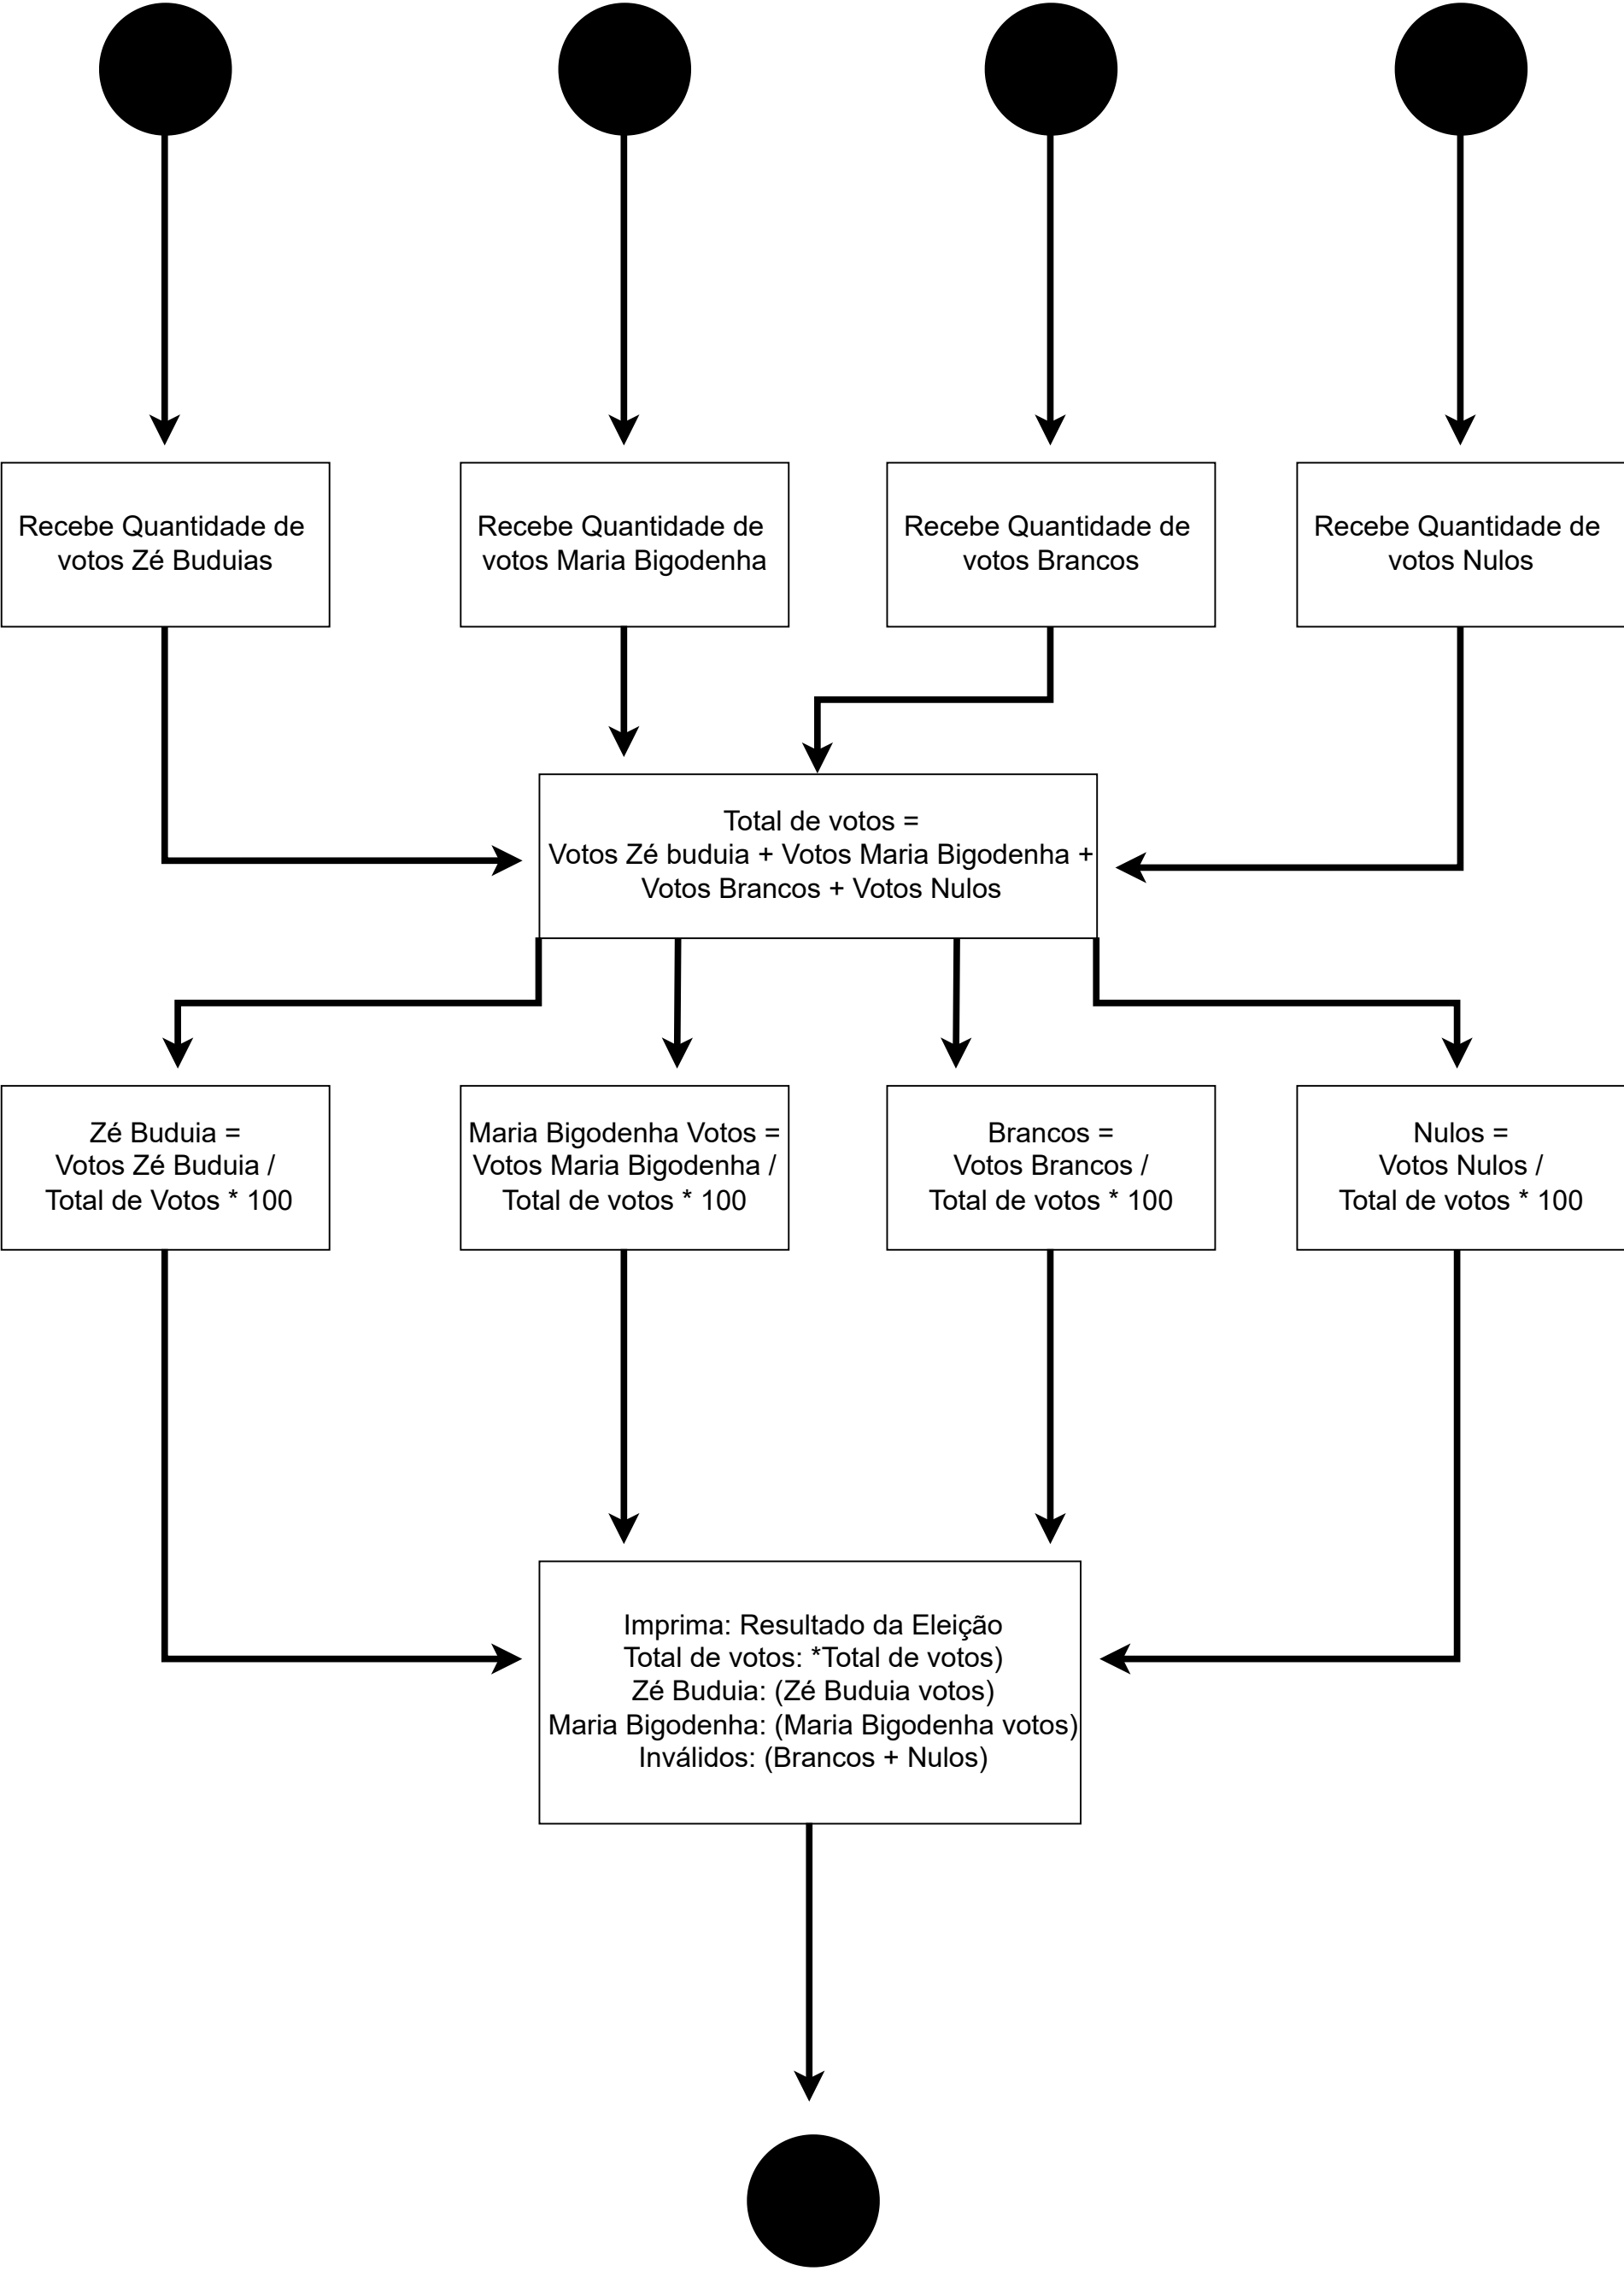 Recebe Quantidade de
votos Zé Buduias
Recebe Quantidade de
votos Maria Bigodenha
Recebe Quantidade de
votos Brancos
Recebe Quantidade de
votos Nulos
Total de votos =
Votos Zé buduia + Votos Maria Bigodenha +
Votos Brancos + Votos Nulos
Zé Buduia =
Votos Zé Buduia /
Total de Votos * 100
Maria Bigodenha Votos =
Votos Maria Bigodenha /
Total de votos * 100
Brancos =
Votos Brancos /
Total de votos * 100
Nulos =
Votos Nulos /
Total de votos * 100
Imprima: Resultado da Eleição
Total de votos: *Total de votos)
Zé Buduia: (Zé Buduia votos)
Maria Bigodenha: (Maria Bigodenha votos)
Inválidos: (Brancos + Nulos)